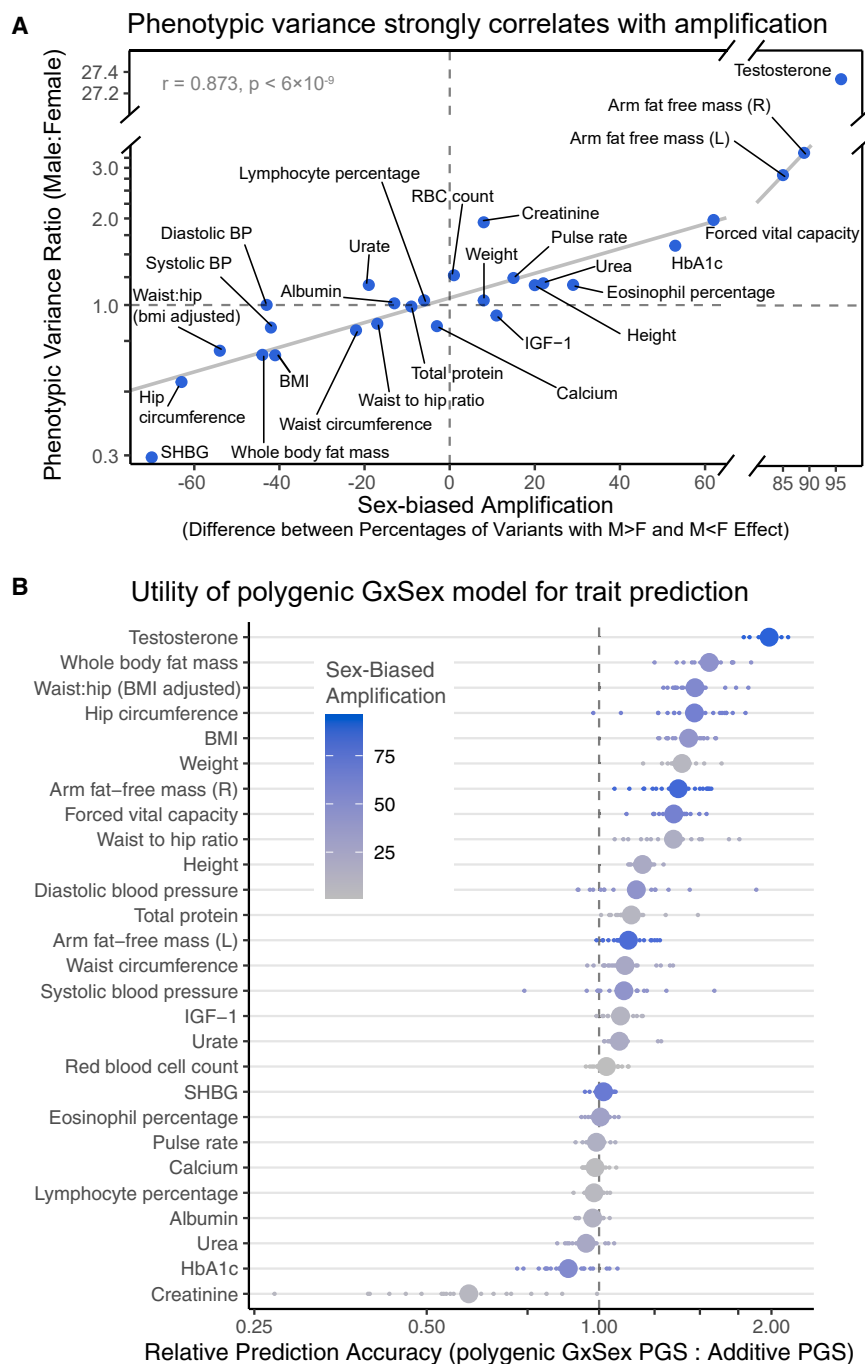 A
Phenotypic variance strongly correlates with amplification
Phenotypic Variance Ratio (Male:Female)
27.4
27.2
3.0
2.0
1.0
0.3
r = 0.873, p < 6×10⁻⁹
Testosterone
Arm fat free mass (R)
Arm fat free mass (L)
Lymphocyte percentage
RBC count
Creatinine
Diastolic BP
Forced vital capacity
Urate
Weight
Pulse rate
Systolic BP
HbA1c
Albumin
Urea
Waist:hip
(bmi adjusted)
Eosinophil percentage
Height
IGF−1
Total protein
BMI
Calcium
Hip
circumference
Waist to hip ratio
Waist circumference
SHBG
Whole body fat mass
-60
-40
-20
0
20
40
60
85
90
95
Sex-biased Amplification
(Difference between Percentages of Variants with M>F and M<F Effect)
B
Utility of polygenic GxSex model for trait prediction
Testosterone
Whole body fat mass
Waist:hip (BMI adjusted)
Hip circumference
BMI
Weight
Arm fat−free mass (R)
Forced vital capacity
Waist to hip ratio
Height
Diastolic blood pressure
Total protein
Arm fat−free mass (L)
Waist circumference
Systolic blood pressure
IGF−1
Urate
Red blood cell count
SHBG
Eosinophil percentage
Pulse rate
Calcium
Lymphocyte percentage
Albumin
Urea
HbA1c
Creatinine
Sex-Biased
Amplification
75
50
25
0.25
0.50
1.00
2.00
Relative Prediction Accuracy (polygenic GxSex PGS : Additive PGS)